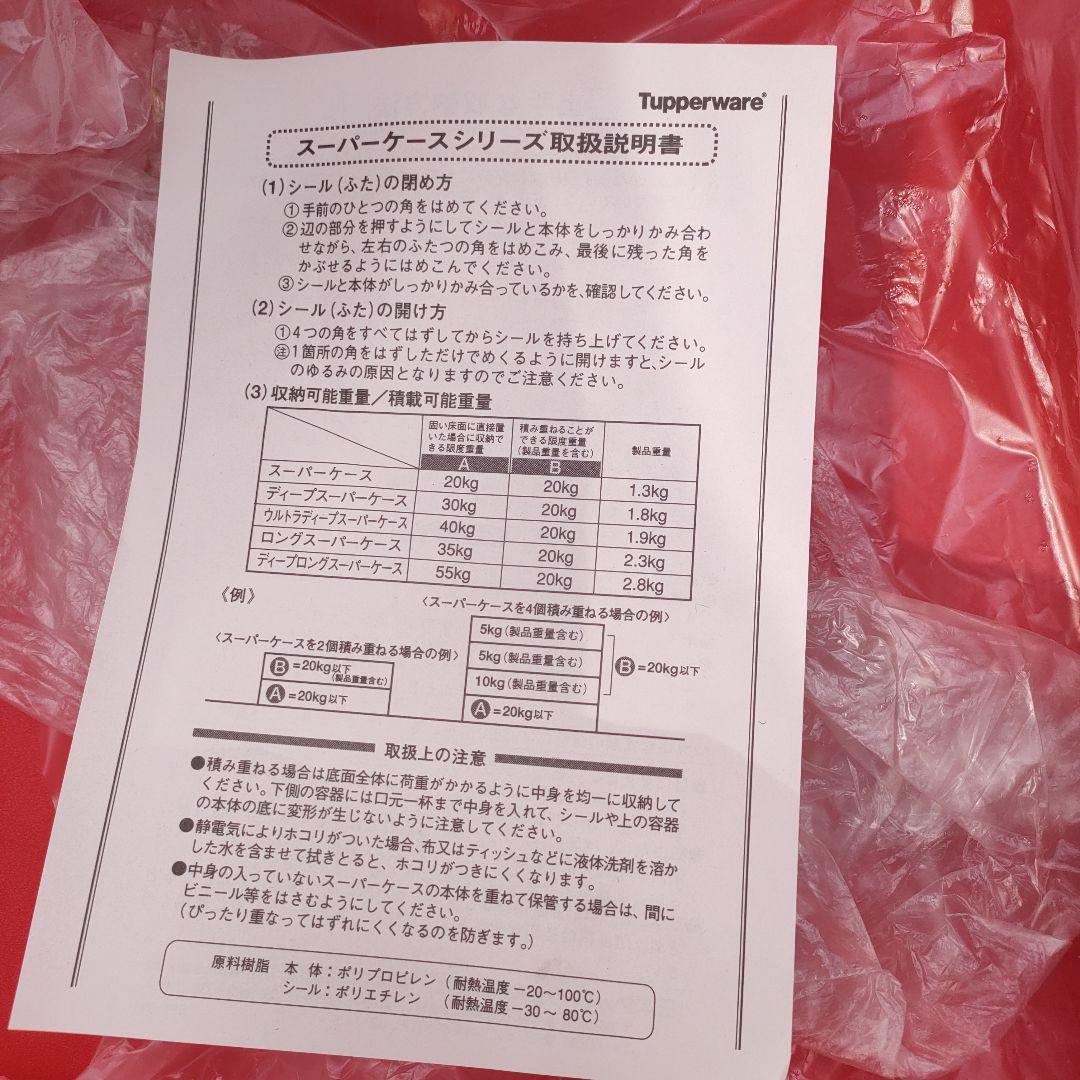 Tupperware®
スーパーケースシリーズ取扱説明書
(1)シール(ふた)の閉め方
①手前のひとつの角をはめてください。
②辺の部分を押すようにしてシールと本体をしっかりかみ合わ
せながら、左右のふたつの角をはめこみ、最後に残った角を
かぶせるようにはめこんでください。
③シールと本体がしっかりかみ合っているかを、確認してください。
(2)シール(ふた)の開け方
①4つの角をすべてはずしてからシールを持ち上げてください。
㊟1箇所の角をはずしただけでめくるように開けますと、シール
のゆるみの原因となりますのでご注意ください。
(3)収納可能重量／積載可能重量
固い床面に直接置
いた場合に収納で
きる限度重量
A
積み重ねることが
できる限度重量
(製品重量を含む)
B
製品重量
スーパーケース 20kg 20kg 1.3kg
ディープスーパーケース 30kg 20kg 1.8kg
ウルトラディープスーパーケース 40kg 20kg 1.9kg
ロングスーパーケース 35kg 20kg 2.3kg
ディープロングスーパーケース 55kg 20kg 2.8kg
《例》
〈スーパーケースを2個積み重ねる場合の例〉
B=20kg以下
(製品重量含む)
A=20kg以下
〈スーパーケースを4個積み重ねる場合の例〉
5kg(製品重量含む)
5kg(製品重量含む)
10kg(製品重量含む)
B=20kg以下
A=20kg以下
取扱上の注意
●積み重ねる場合は底面全体に荷重がかかるように中身を均一に収納して
ください。下側の容器には口元一杯まで中身を入れて、シールや上の容器
の本体の底に変形が生じないように注意してください。
●静電気によりホコリがついた場合、布又はティッシュなどに液体洗剤を溶か
した水を含ませて拭きとると、ホコリがつきにくくなります。
●中身の入っていないスーパーケースの本体を重ねて保管する場合は、間に
ビニール等をはさむようにしてください。
(ぴったり重なってはずれにくくなるのを防ぎます。)
原料樹脂 本 体：ポリプロピレン (耐熱温度 −20〜100℃)
シール：ポリエチレン (耐熱温度 −30〜 80℃)